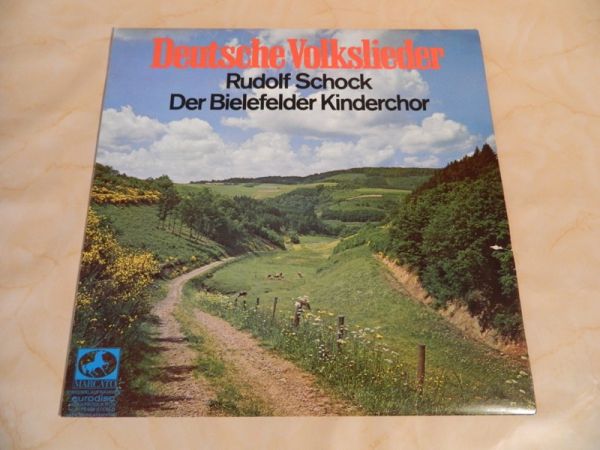 Deutsche Volkslieder
Rudolf Schock
Der Bielefelder Kinderchor
MARCATO
eurodisc